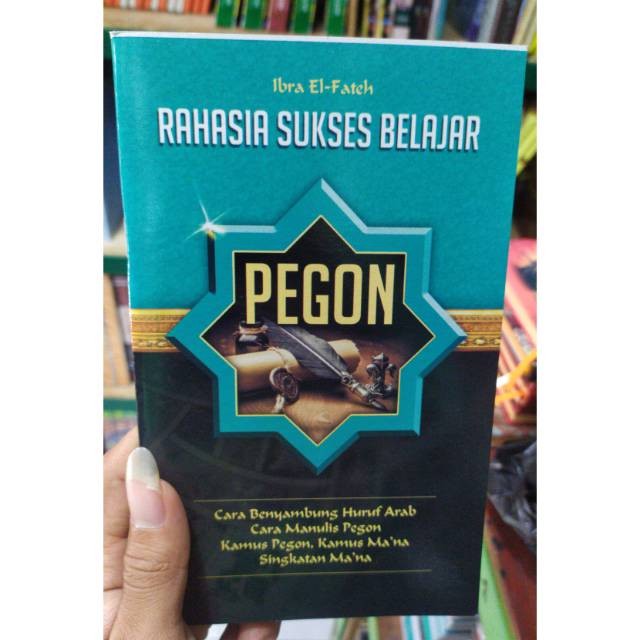 Ibra El-Fateh
RAHASIA SUKSES BELAJAR
PEGON
Cara Benyambung Huruf Arab
Cara Manulis Pegon
Kamus Pegon, Kamus Ma'na
Singkatan Ma'na